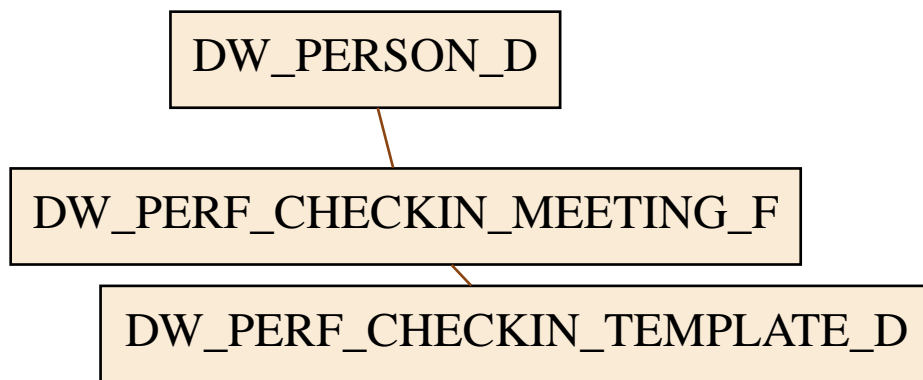 DW_PERSON_D
DW_PERF_CHECKIN_MEETING_F
DW_PERF_CHECKIN_TEMPLATE_D